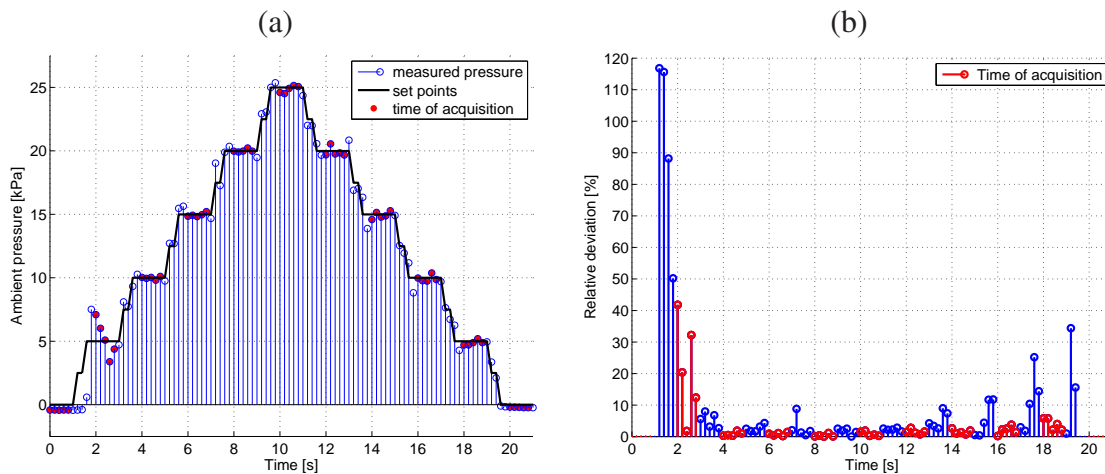 (a)
(b)
Ambient pressure [kPa]
25
20
15
10
5
0
measured pressure
set points
time of acquisition
0 2 4 6 8 10 12 14 16 18 20
Time [s]
Relative deviation [%]
120
110
100
90
80
70
60
50
40
30
20
10
0
Time of acquisition
0 2 4 6 8 10 12 14 16 18 20
Time [s]